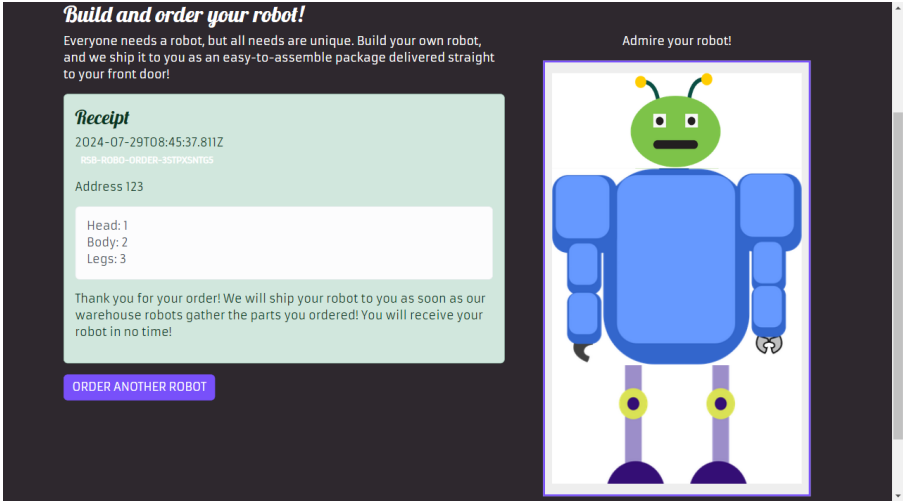 Build and order your robot!
Everyone needs a robot, but all needs are unique. Build your own robot,
and we ship it to you as an easy-to-assemble package delivered straight
to your front door!
Receipt
2024-07-29T08:45:37.811Z
RSB-ROBO-ORDER-3STPXSNTG5
Address 123
Head: 1
Body: 2
Legs: 3
Thank you for your order! We will ship your robot to you as soon as our
warehouse robots gather the parts you ordered! You will receive your
robot in no time!
ORDER ANOTHER ROBOT
Admire your robot!